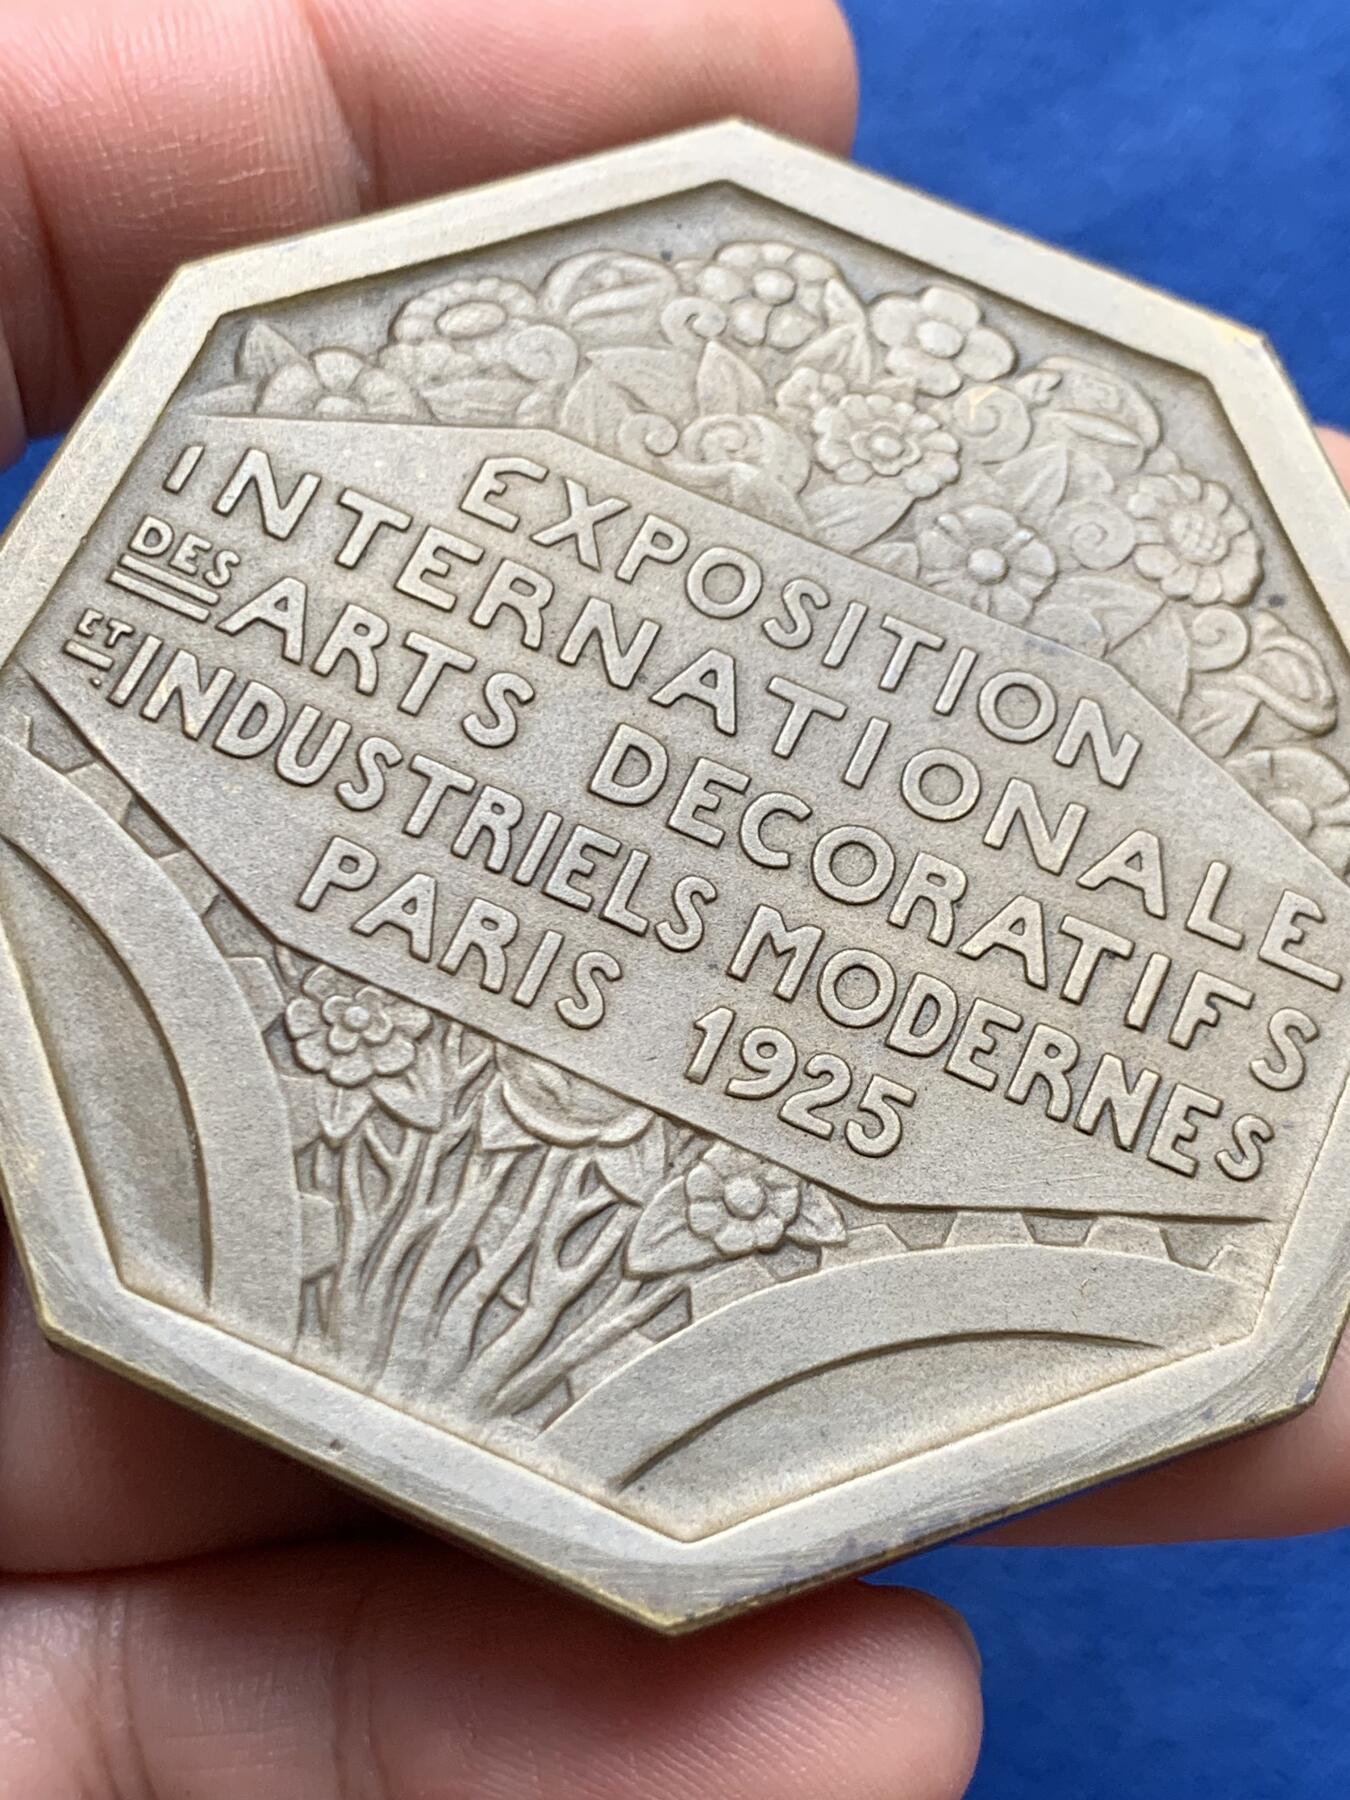 EXPOSITION
INTERNATIONALE
DES ARTS DECORATIFS
ET INDUSTRIELS MODERNES
PARIS 1925